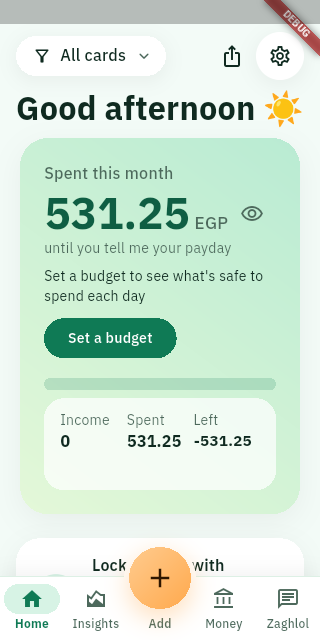 DEBUG
All cards
Good afternoon ☀️
Spent this month
531.25 EGP
until you tell me your payday
Set a budget to see what's safe to
spend each day
Set a budget
Income Spent Left
0 531.25 -531.25
with
Home Insights Add Money Zaghlol